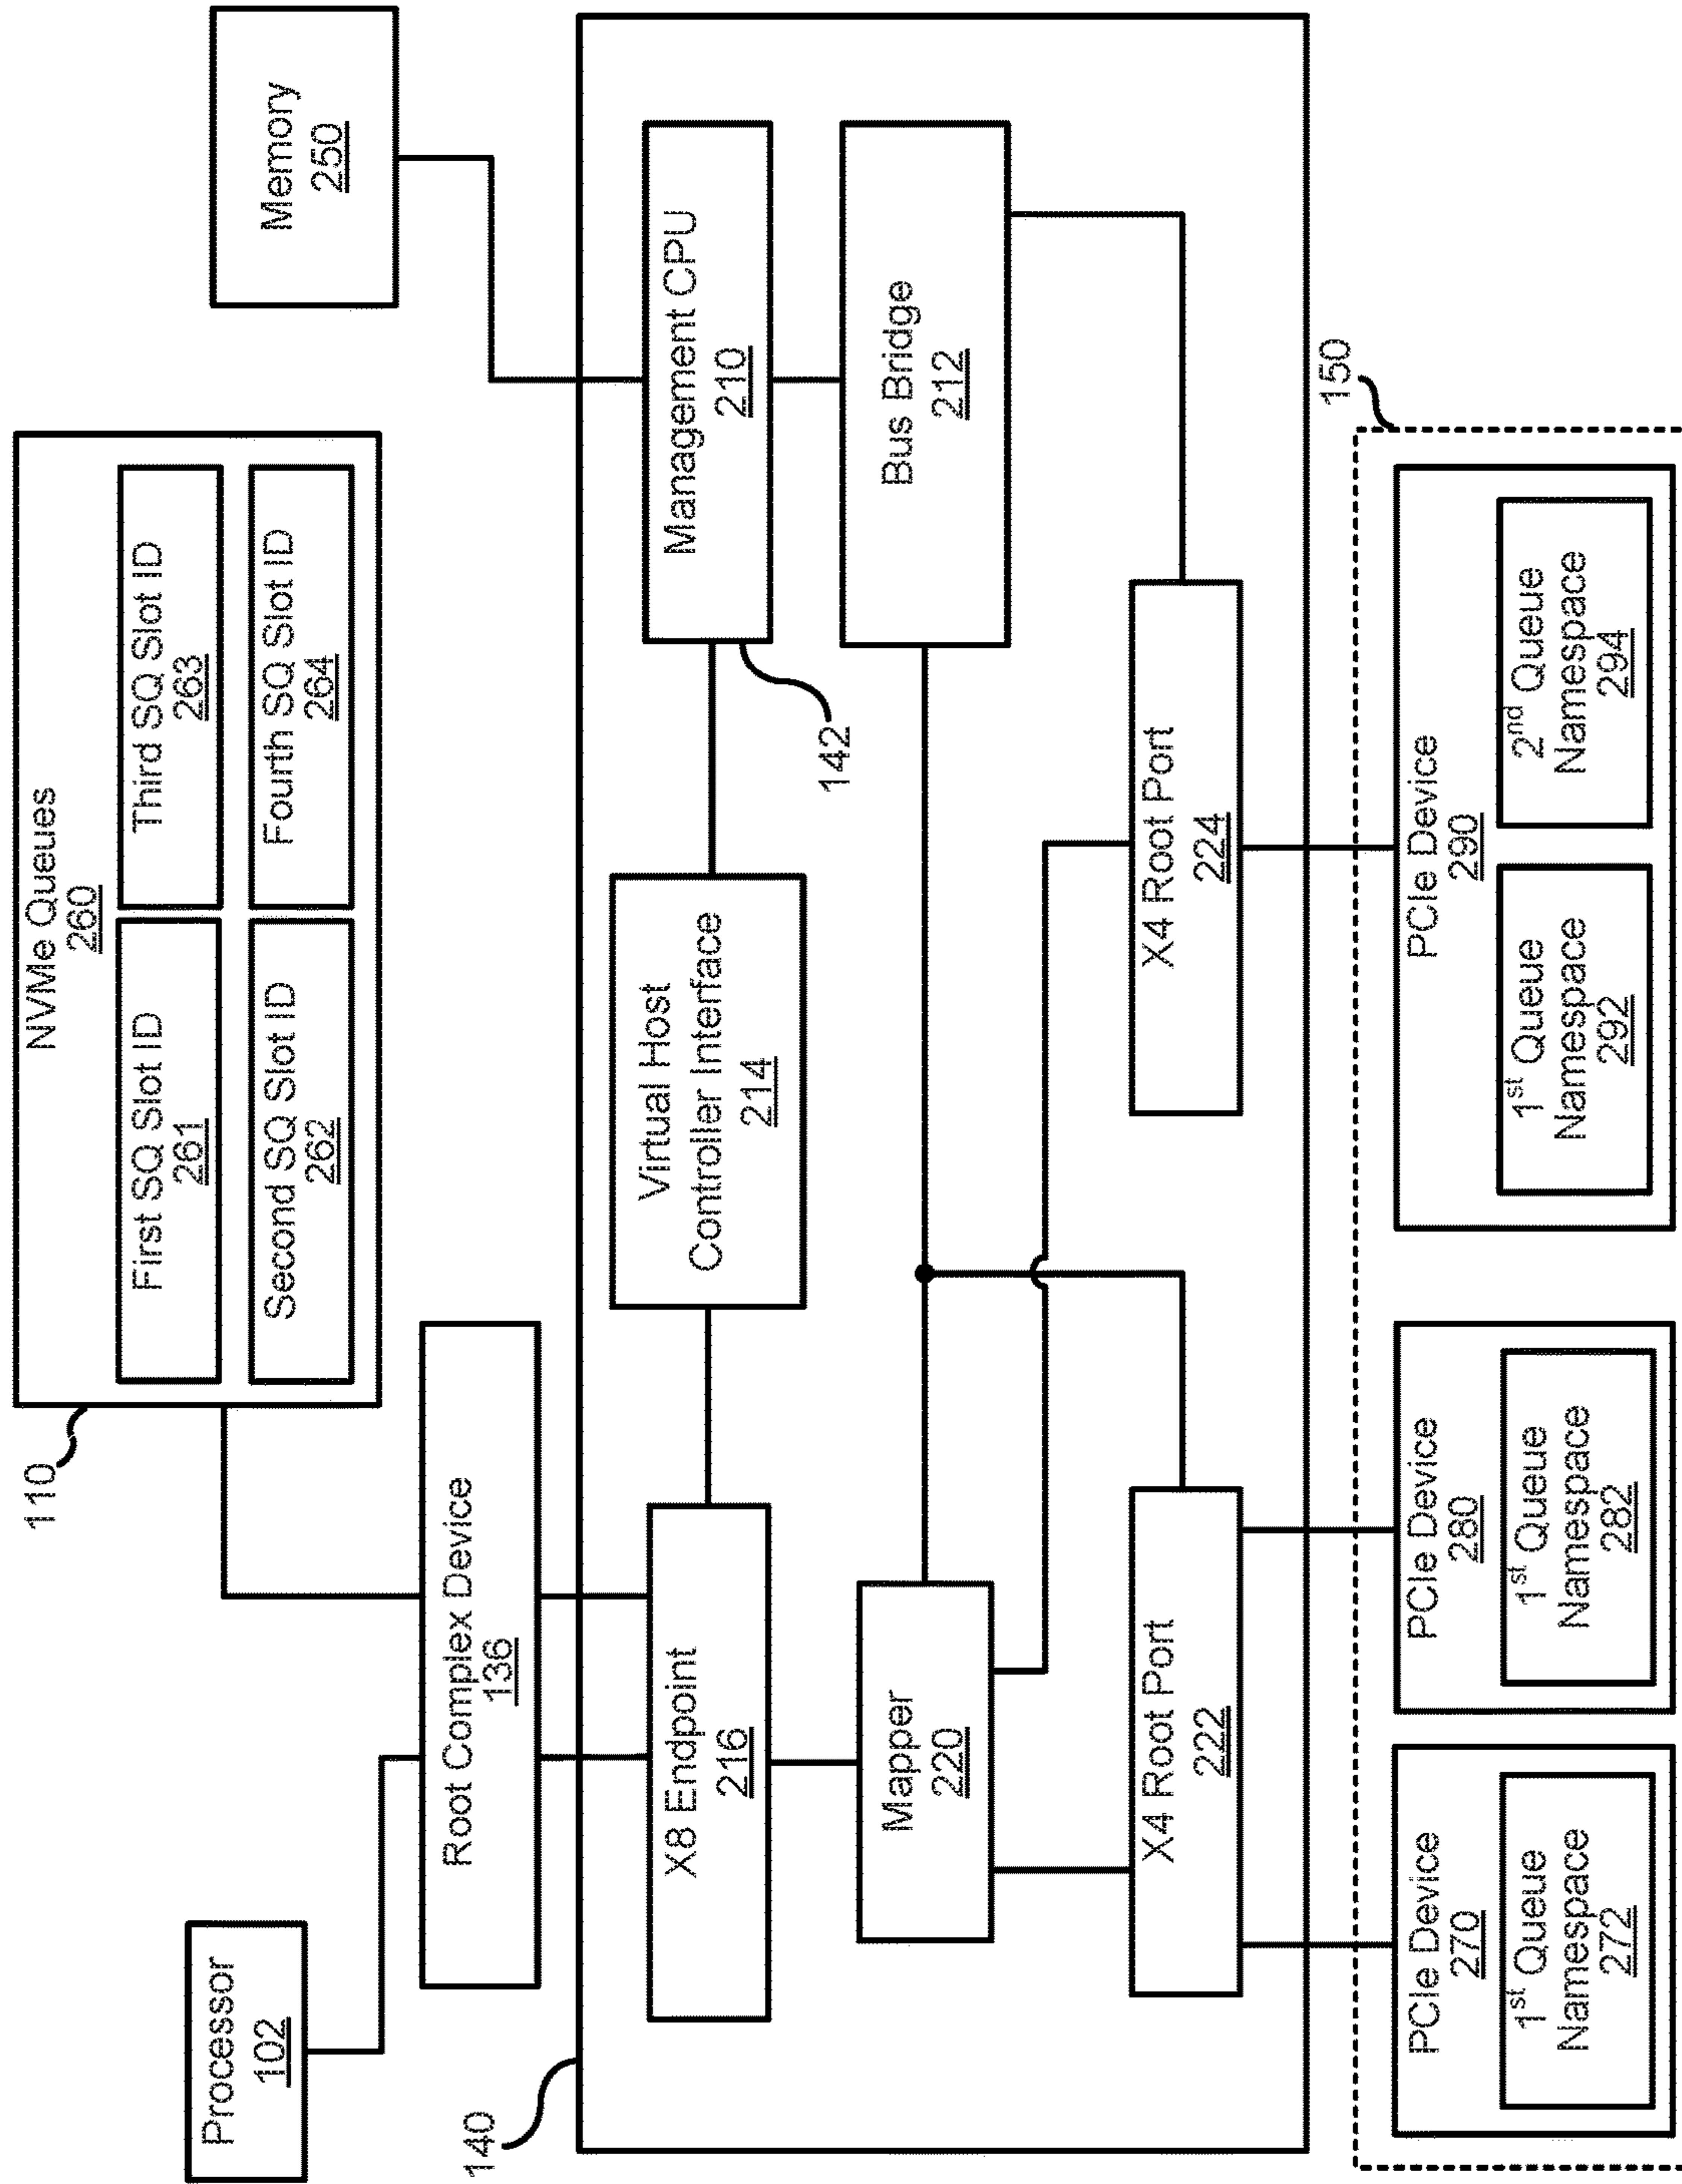 Processor
102
110
NVMe Queues
260
First SQ Slot ID
261
Third SQ Slot ID
263
Second SQ Slot ID
262
Fourth SQ Slot ID
264
Memory
250
Root Complex Device
136
140
X8 Endpoint
216
Virtual Host
Controller Interface
214
Management CPU
210
142
Mapper
220
Bus Bridge
212
X4 Root Port
222
X4 Root Port
224
150
PCIe Device
270
1st Queue
Namespace
272
PCIe Device
280
1st Queue
Namespace
282
PCIe Device
290
1st Queue
Namespace
292
2nd Queue
Namespace
294